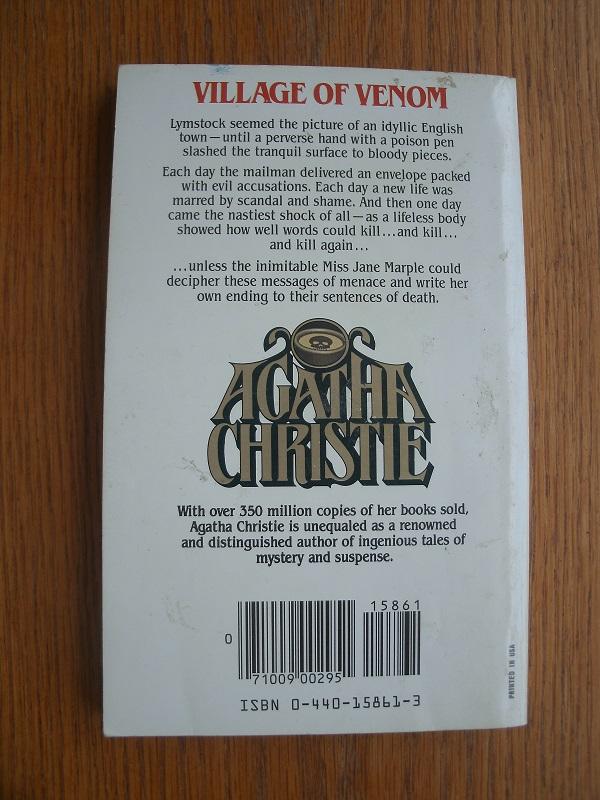 VILLAGE OF VENOM
Lymstock seemed the picture of an idyllic English
town—until a perverse hand with a poison pen
slashed the tranquil surface to bloody pieces.
Each day the mailman delivered an envelope packed
with evil accusations. Each day a new life was
marred by scandal and shame. And then one day
came the nastiest shock of all—as a lifeless body
showed how well words could kill...and kill...
and kill again...
...unless the inimitable Miss Jane Marple could
decipher these messages of menace and write her
own ending to their sentences of death.
AGATHA
CHRISTIE
With over 350 million copies of her books sold,
Agatha Christie is unequaled as a renowned
and distinguished author of ingenious tales of
mystery and suspense.
15861
0
71009 00295
ISBN 0-440-15861-3
PRINTED IN USA